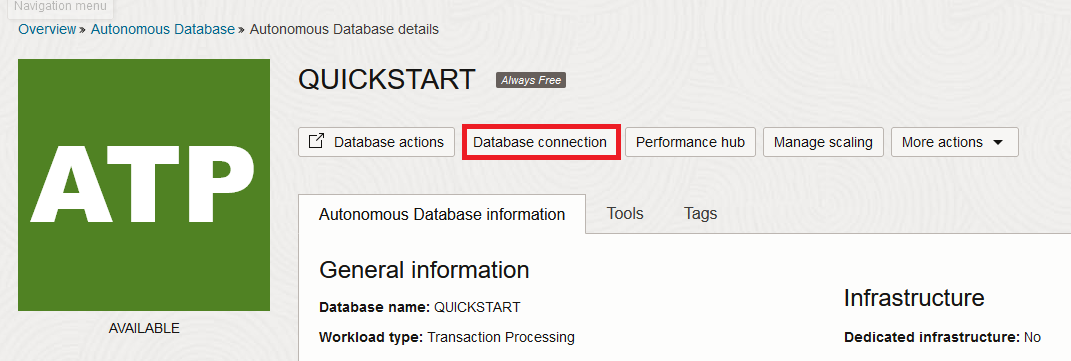 Navigation menu
Overview » Autonomous Database » Autonomous Database details
ATP
AVAILABLE
QUICKSTART Always Free
Database actions Database connection Performance hub Manage scaling More actions
Autonomous Database information Tools Tags
General information
Database name: QUICKSTART
Workload type: Transaction Processing
Infrastructure
Dedicated infrastructure: No